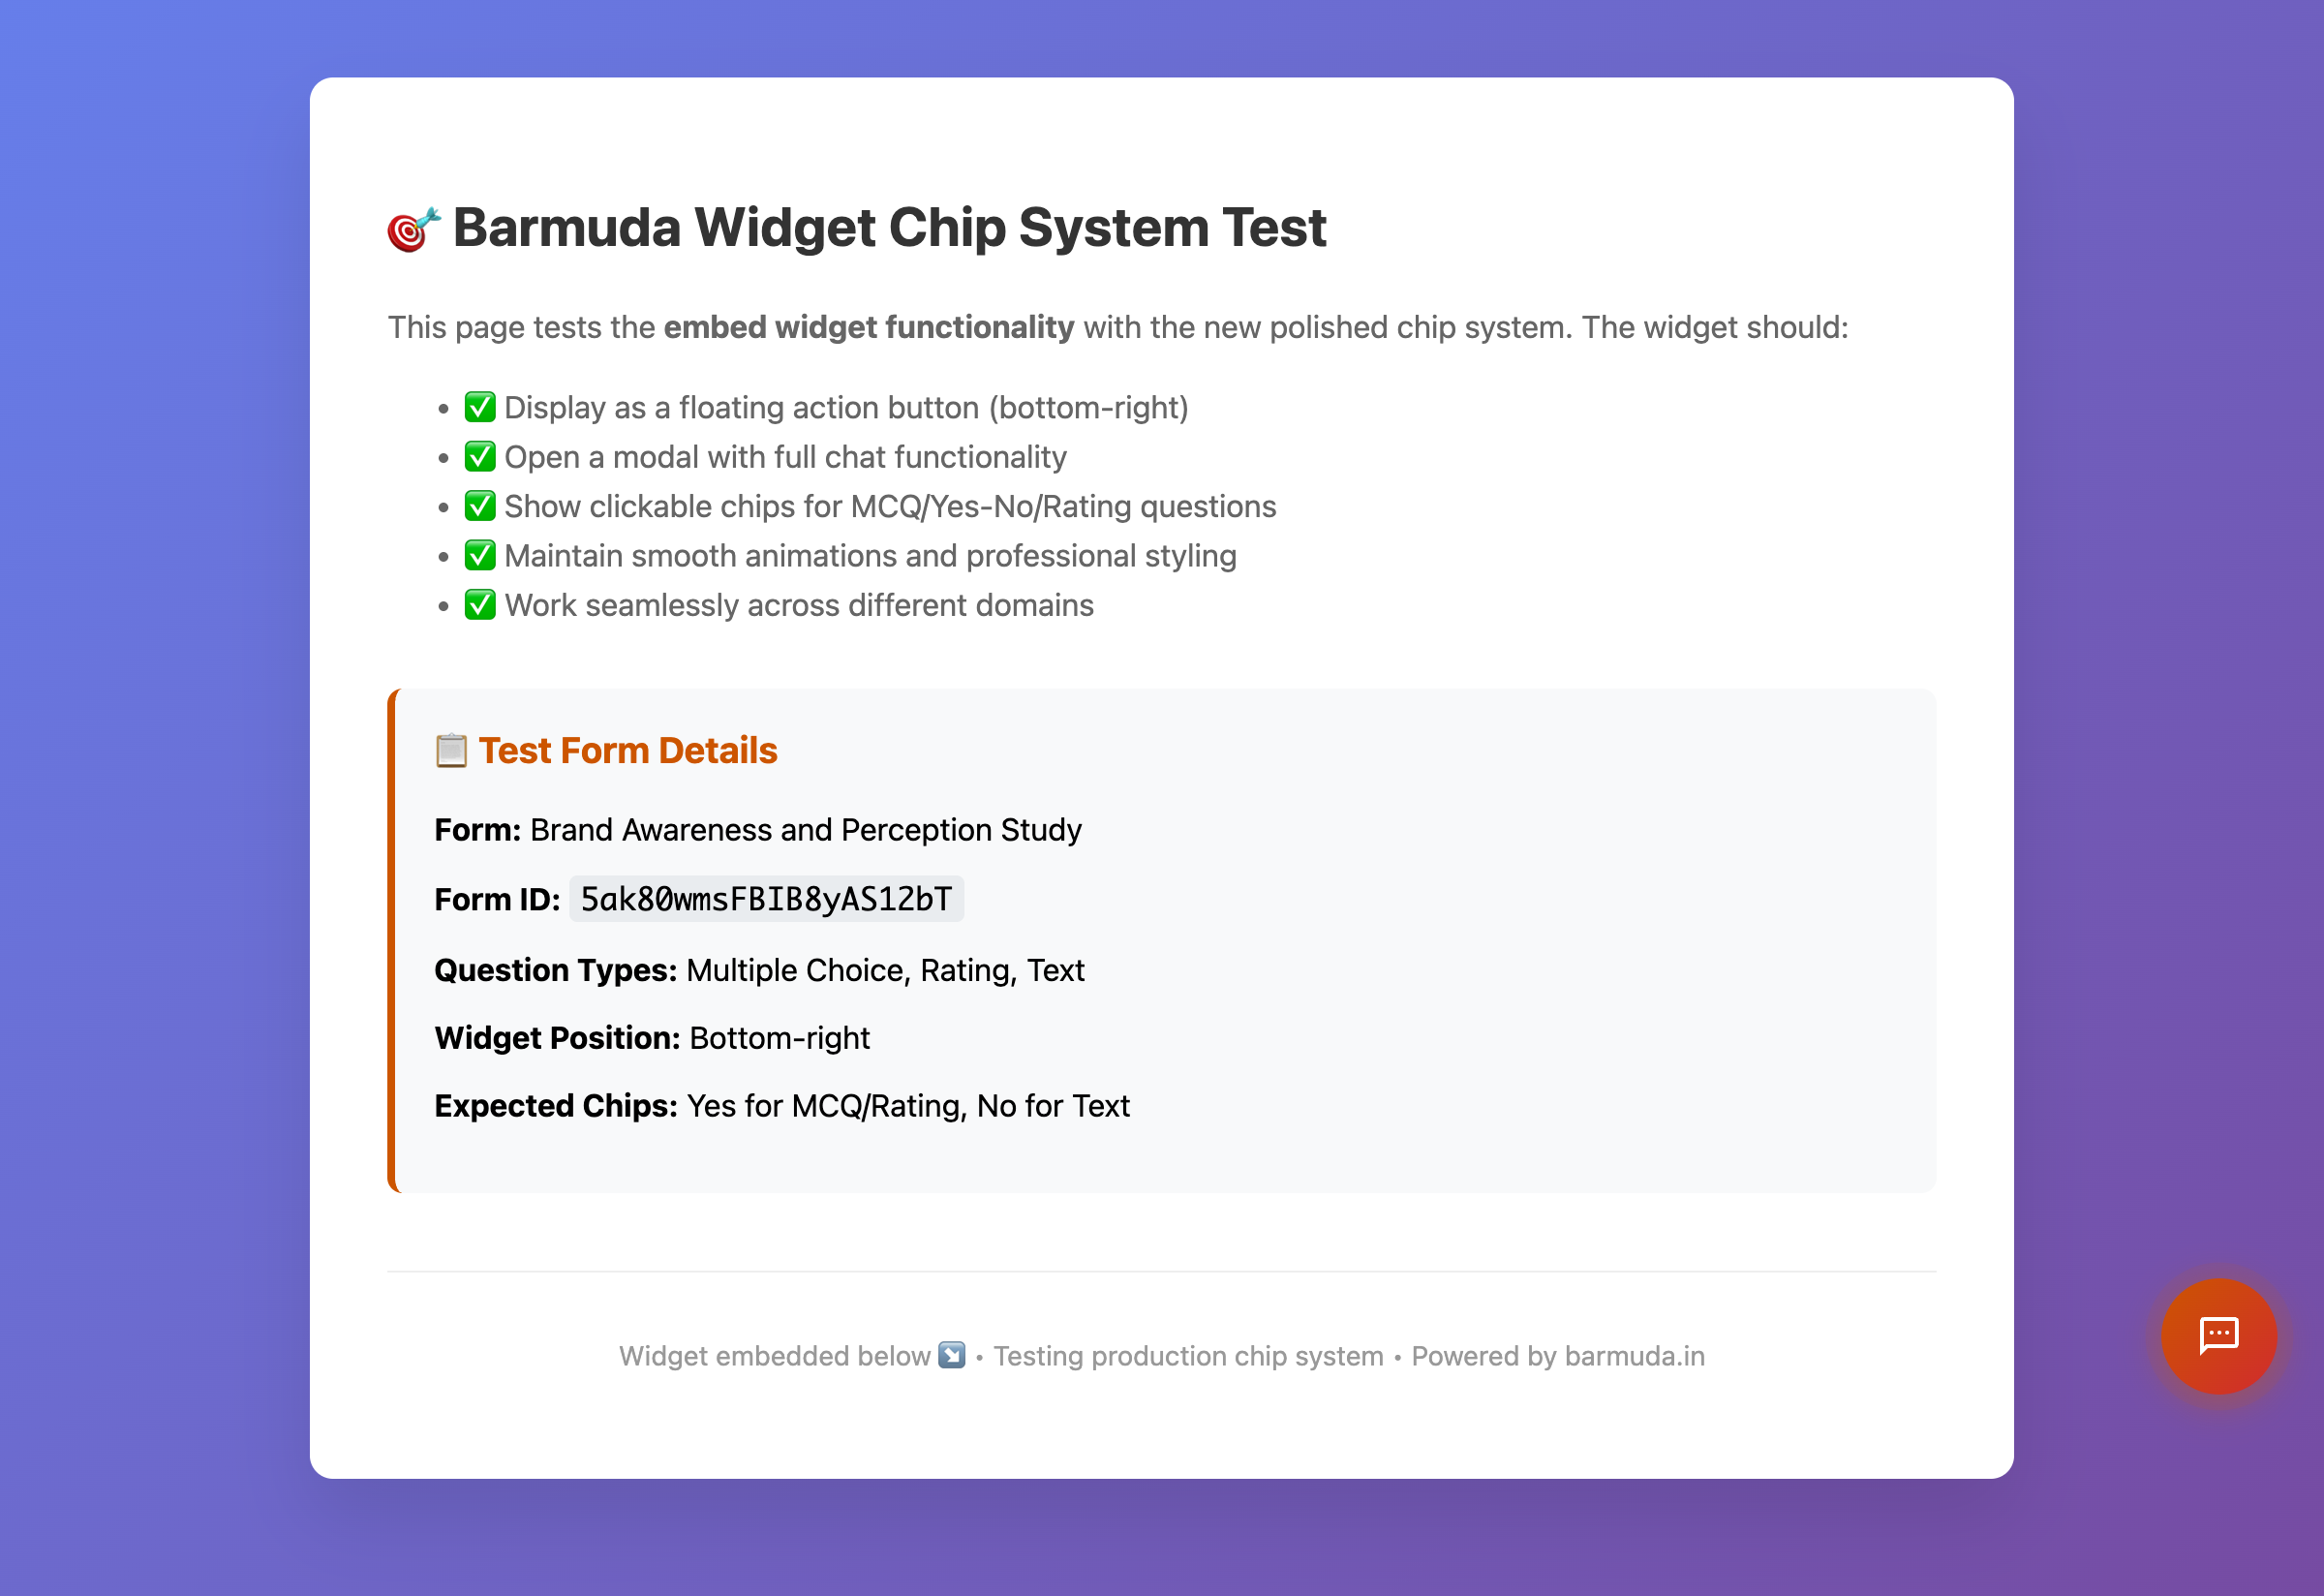 🎯 Barmuda Widget Chip System Test
This page tests the embed widget functionality with the new polished chip system. The widget should:
• ✅ Display as a floating action button (bottom-right)
• ✅ Open a modal with full chat functionality
• ✅ Show clickable chips for MCQ/Yes-No/Rating questions
• ✅ Maintain smooth animations and professional styling
• ✅ Work seamlessly across different domains
📋 Test Form Details
Form: Brand Awareness and Perception Study
Form ID: 5ak80wmsFBIB8yAS12bT
Question Types: Multiple Choice, Rating, Text
Widget Position: Bottom-right
Expected Chips: Yes for MCQ/Rating, No for Text
Widget embedded below ↘️ • Testing production chip system • Powered by barmuda.in